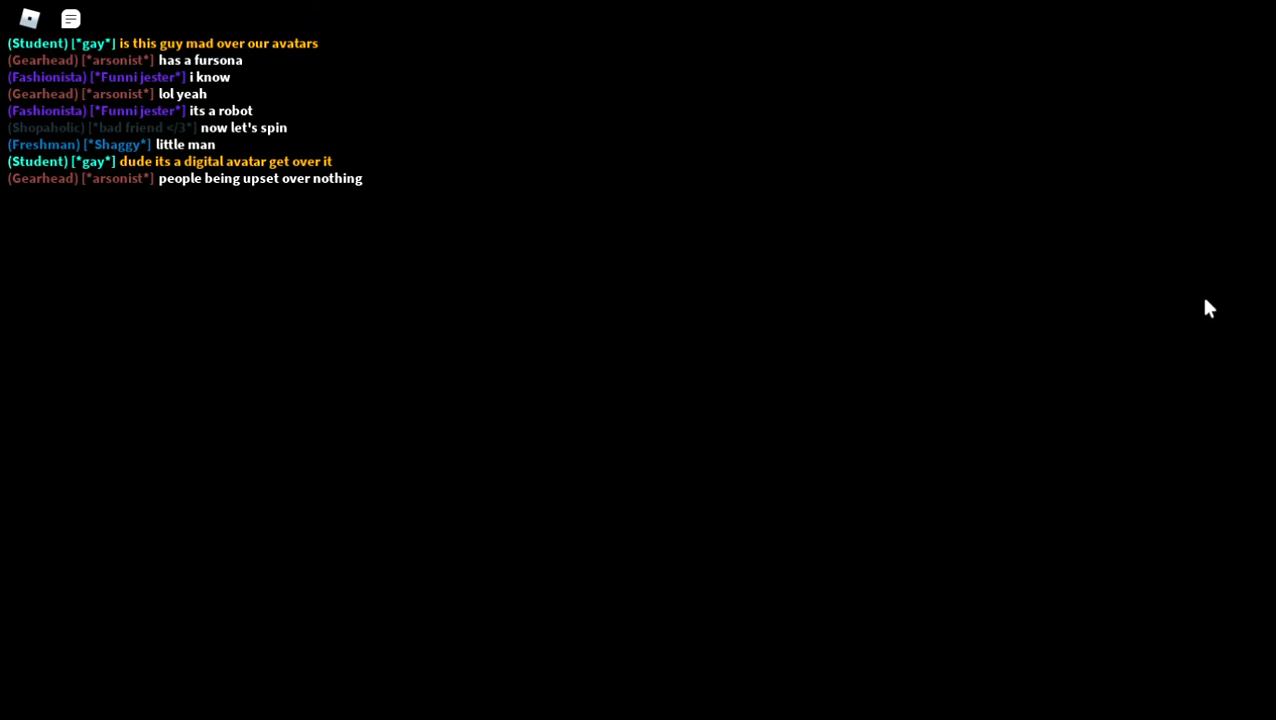 (Student) [*gay*] is this guy mad over our avatars
(Gearhead) [*arsonist*] has a fursona
(Fashionista) [*Funni jester*] i know
(Gearhead) [*arsonist*] lol yeah
(Fashionista) [*Funni jester*] its a robot
(Shopaholic) [*bad friend </3*] now let's spin
(Freshman) [*Shaggy*] little man
(Student) [*gay*] dude its a digital avatar get over it
(Gearhead) [*arsonist*] people being upset over nothing